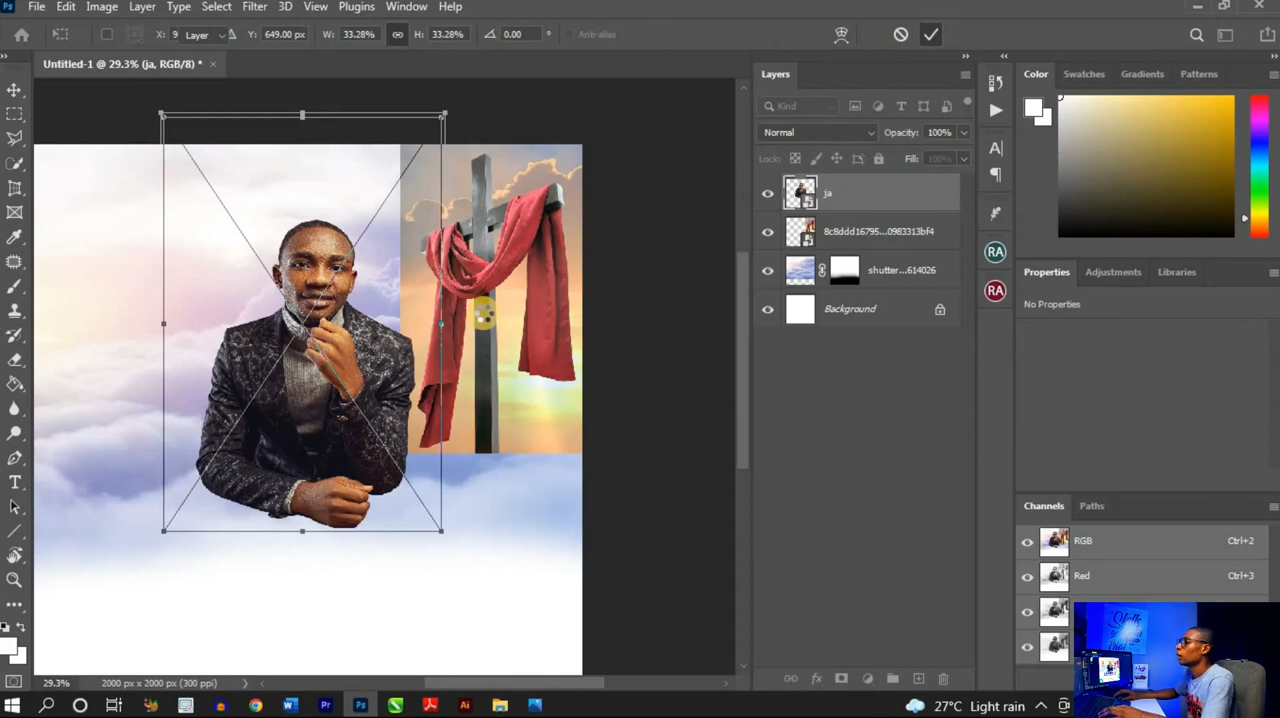 File Edit Image Layer Type Select Filter 3D View Plugins Window Help
X: 9 Layer Y: 649.00 px W: 33.28% H: 33.28% 0.00 ° Anti-alias
Untitled-1 @ 29.3% (ja, RGB/8) *
Layers
Kind
Normal Opacity: 100%
Lock: Fill: 100%
ja
8c8ddd16795...0983313bf4
shutter...614026
Background
Color Swatches Gradients Patterns
Properties Adjustments Libraries
No Properties
RA
RA
Channels Paths
RGB Ctrl+2
Red Ctrl+3
29.3% 2000 px x 2000 px (300 ppi)
27°C Light rain